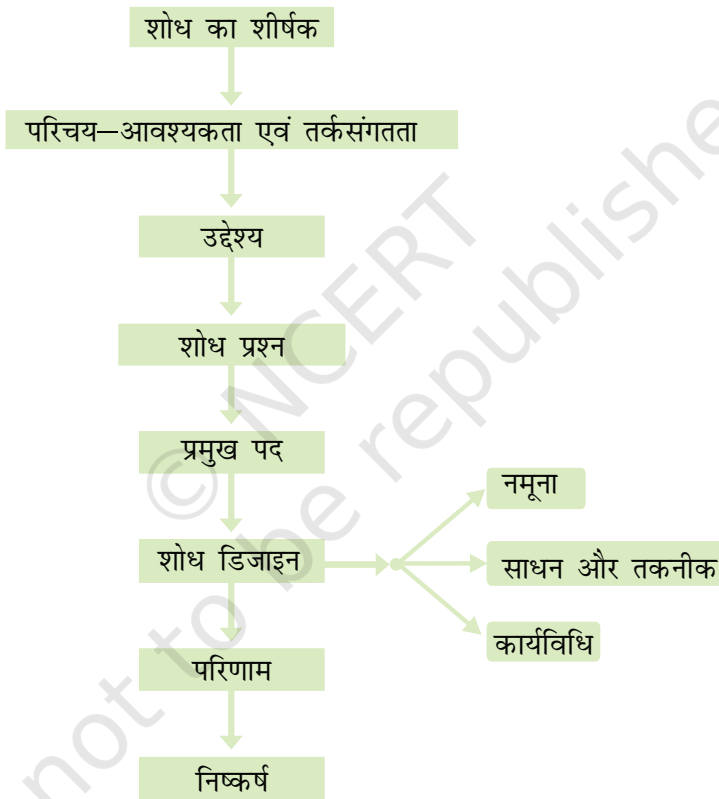 शोध का शीर्षक
परिचय—आवश्यकता एवं तर्कसंगतता
उद्देश्य
शोध प्रश्न
प्रमुख पद
शोध डिजाइन
नमूना
साधन और तकनीक
कार्यविधि
परिणाम
निष्कर्ष
© NCERT
not to be republishe